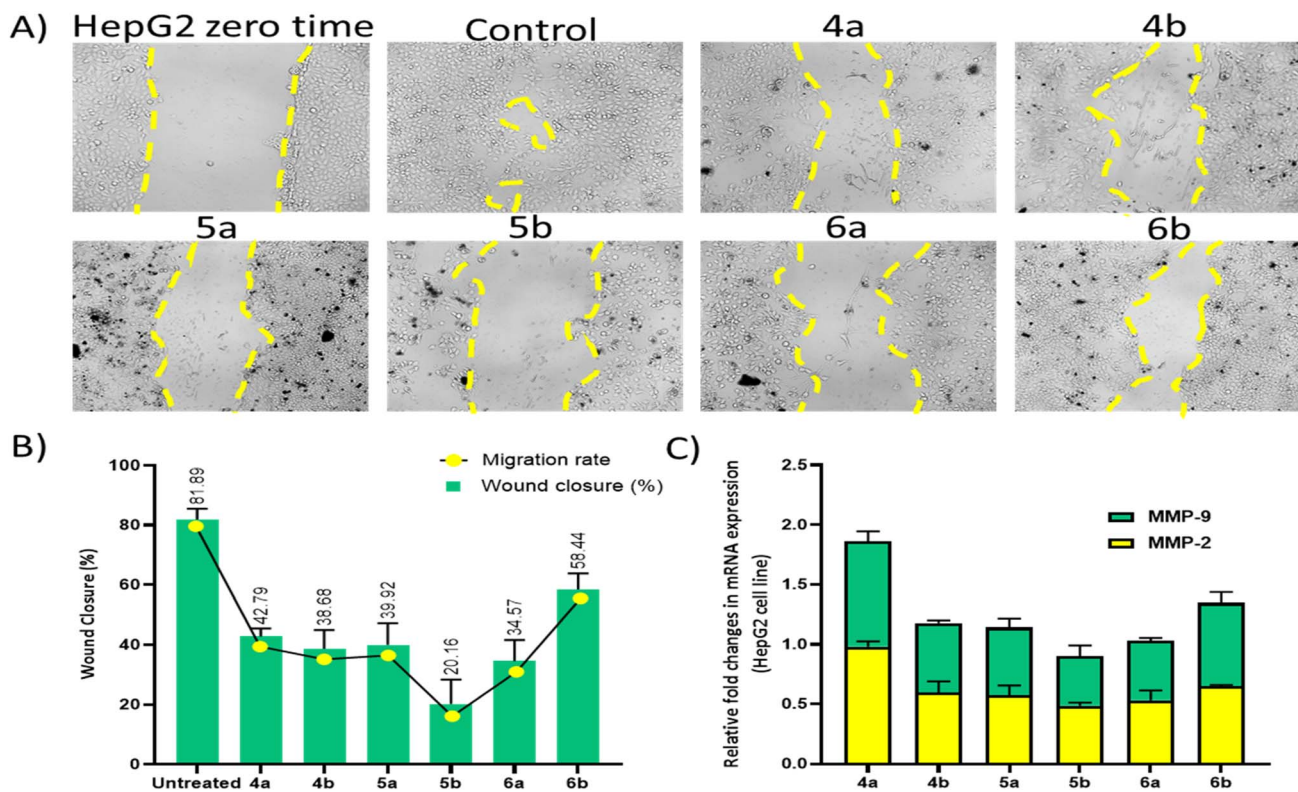 A)
HepG2 zero time
Control
4a
4b
5a
5b
6a
6b
B)
Wound Closure (%)
100
80
60
40
20
0
81.89
42.79
38.68
39.92
20.16
34.57
58.44
Migration rate
Wound closure (%)
Untreated 4a 4b 5a 5b 6a 6b
C)
Relative fold changes in mRNA expression
(HepG2 cell line)
2.5
2.0
1.5
1.0
0.5
0.0
MMP-9
MMP-2
4a 4b 5a 5b 6a 6b